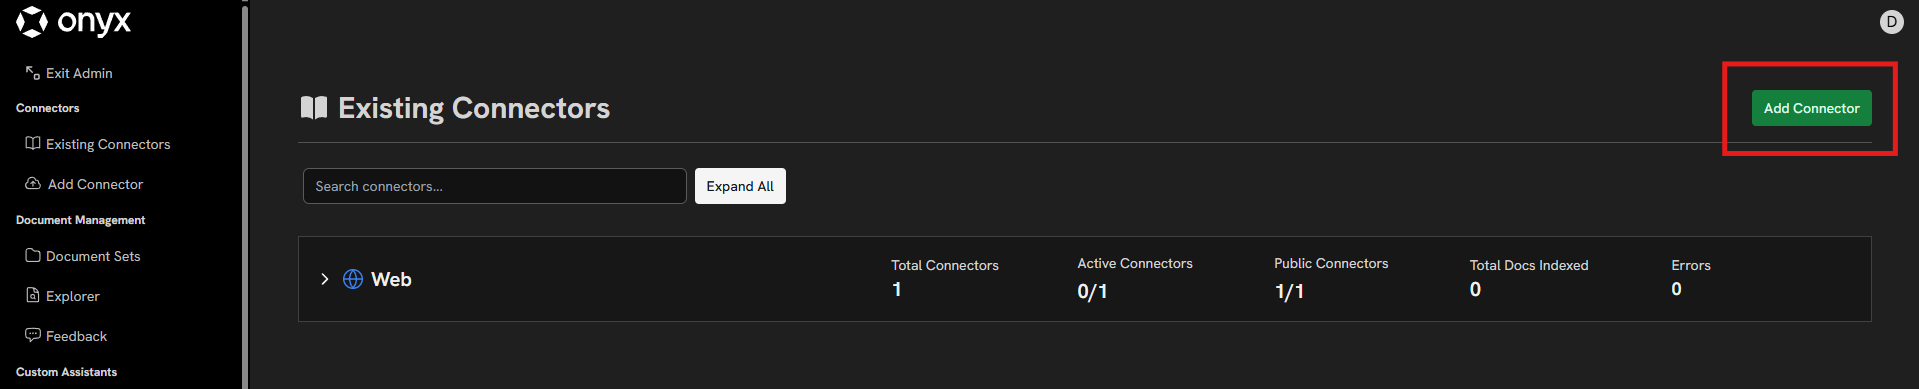 onyx
D
Exit Admin
Connectors
Existing Connectors
Add Connector
Document Management
Document Sets
Explorer
Feedback
Custom Assistants
Existing Connectors
Add Connector
Search connectors...
Expand All
Web
Total Connectors
1
Active Connectors
0/1
Public Connectors
1/1
Total Docs Indexed
0
Errors
0